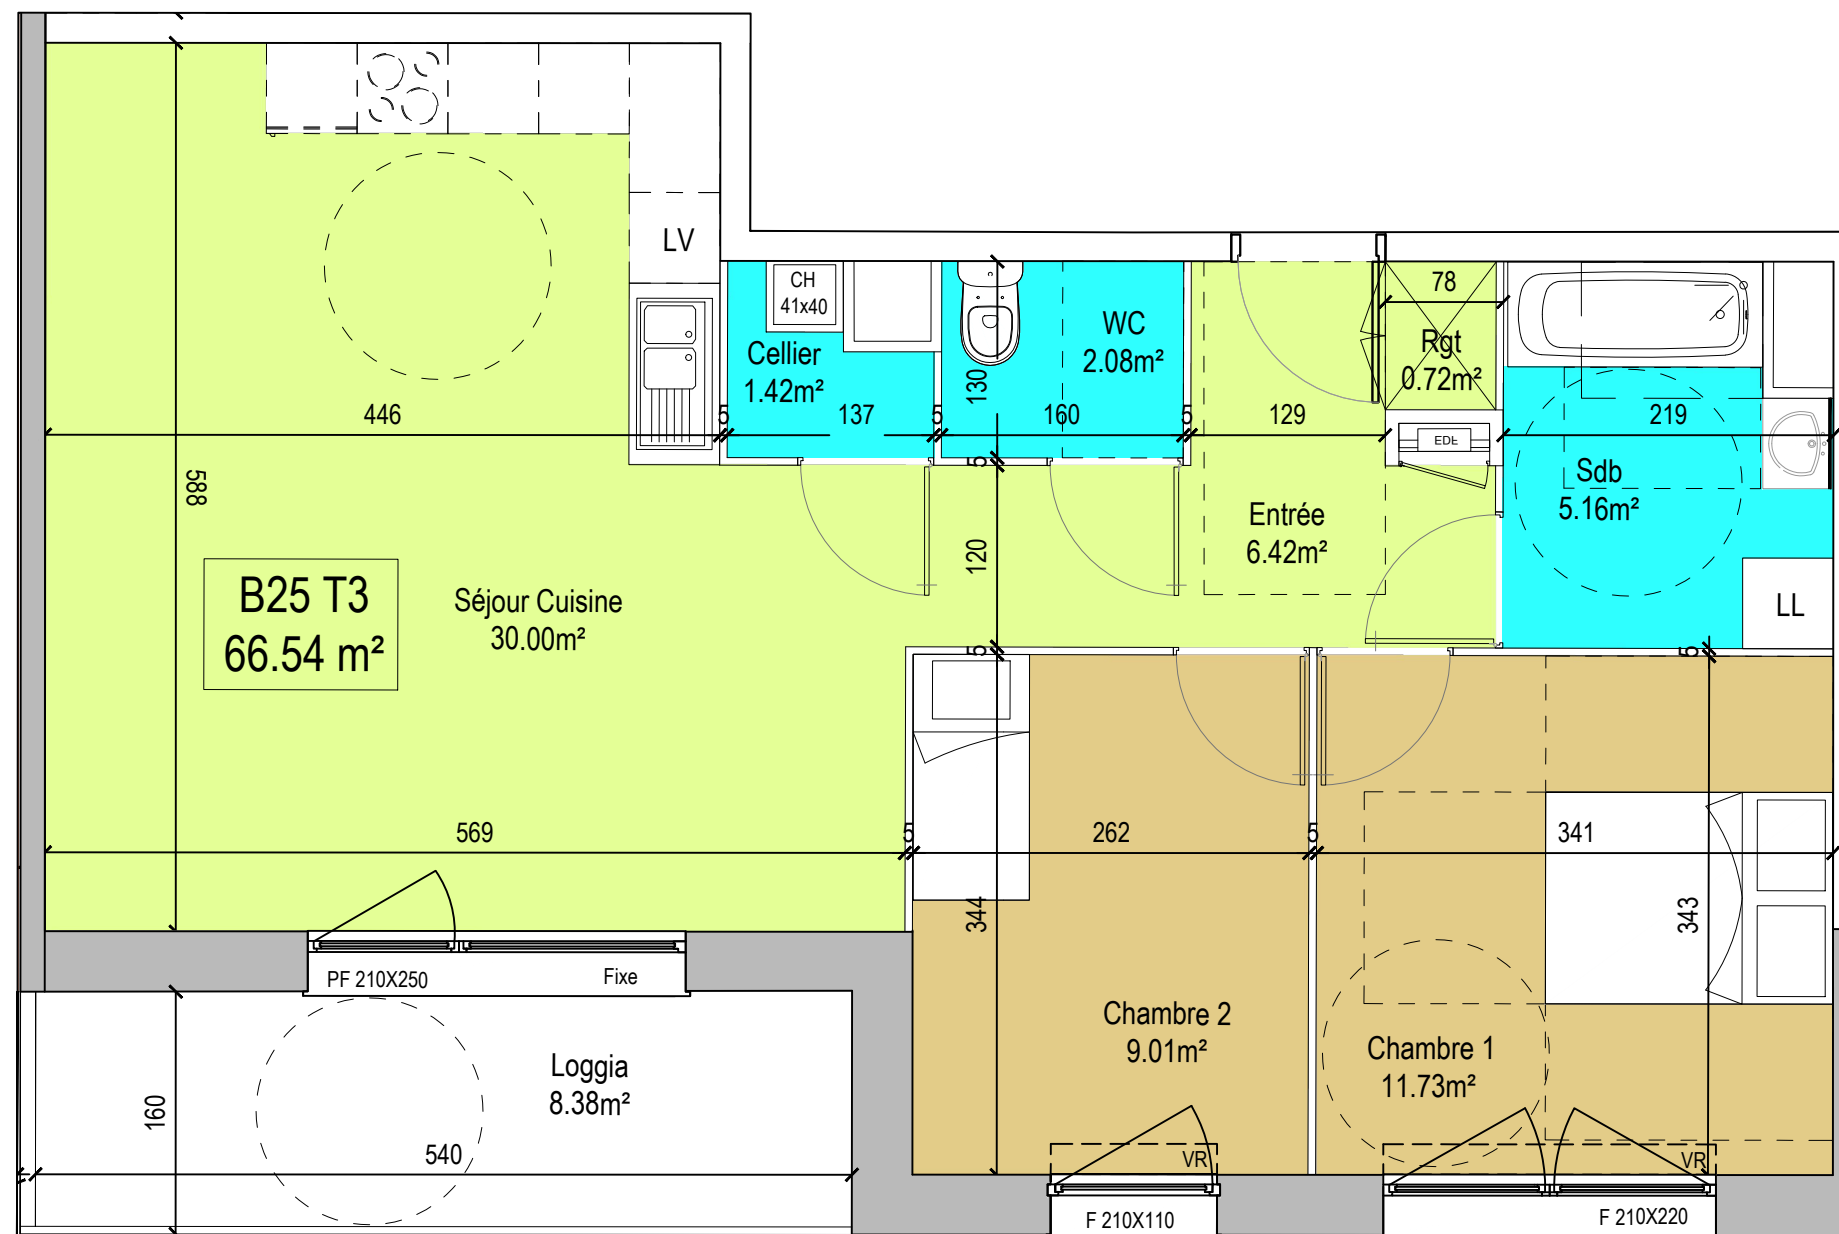 LV
CH
41x40
Cellier
1.42m²
WC
2.08m²
78
Rgt
0.72m²
130
446
5
137
5
160
5
129
219
EDL
588
5
Sdb
5.16m²
Entrée
6.42m²
120
B25 T3
66.54 m²
Séjour Cuisine
30.00m²
LL
5
5
569
5
262
5
341
344
343
PF 210X250
Fixe
Chambre 2
9.01m²
Chambre 1
11.73m²
Loggia
8.38m²
160
540
VR
VR
F 210X110
F 210X220